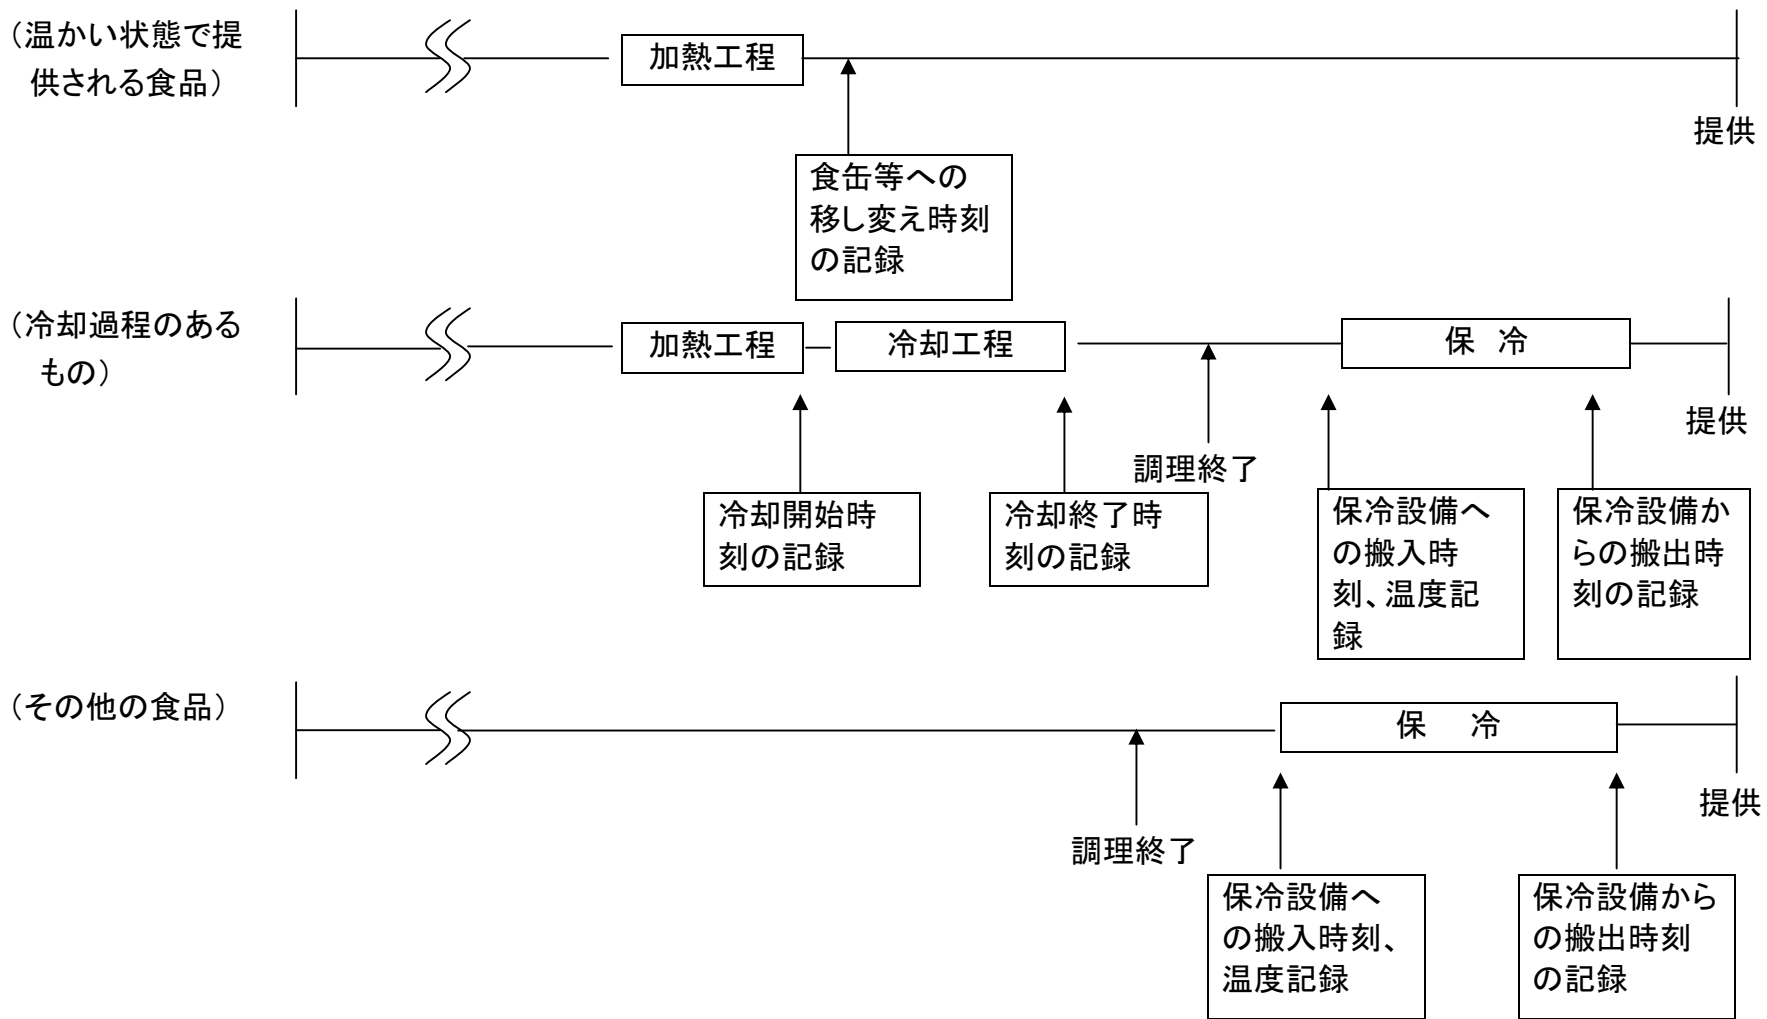 （温かい状態で提
供される食品）
加熱工程
提供
食缶等への
移し変え時刻
の記録
（冷却過程のある
もの）
加熱工程
冷却工程
保 冷
提供
調理終了
冷却開始時
刻の記録
冷却終了時
刻の記録
保冷設備へ
の搬入時
刻、温度記
録
保冷設備か
らの搬出時
刻の記録
（その他の食品）
保 冷
提供
調理終了
保冷設備へ
の搬入時刻、
温度記録
保冷設備から
の搬出時刻
の記録